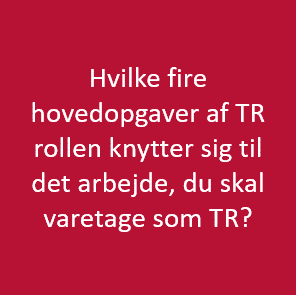 Hvilke fire
hovedopgaver af TR
rollen knytter sig til
det arbejde, du skal
varetage som TR?